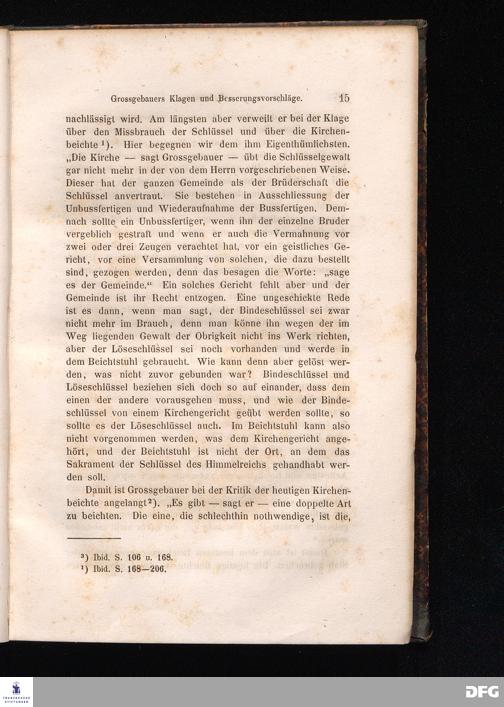 Grossgebauers Klagen und Besserungsvorschläge. 15
nachlässigt wird. Am längsten aber verweilt er bei der Klage
über den Missbrauch der Schlüssel und über die Kirchen-
beichte ¹). Hier begegnen wir dem ihm Eigenthümlichsten.
„Die Kirche — sagt Grossgebauer — übt die Schlüsselgewalt
gar nicht mehr in der von dem Herrn vorgeschriebenen Weise.
Dieser hat der ganzen Gemeinde als der Brüderschaft die
Schlüssel anvertraut. Sie bestehen in Ausschliessung der
Unbussfertigen und Wiederaufnahme der Bussfertigen. Dem-
nach sollte ein Unbussfertiger, wenn ihn der einzelne Bruder
vergeblich gestraft und wenn er auch die Vermahnung vor
zwei oder drei Zeugen verachtet hat, vor ein geistliches Ge-
richt, vor eine Versammlung von solchen, die dazu bestellt
sind, gezogen werden, denn das besagen die Worte: „sage
es der Gemeinde.“ Ein solches Gericht fehlt aber und der
Gemeinde ist ihr Recht entzogen. Eine ungeschickte Rede
ist es dann, wenn man sagt, der Bindeschlüssel sei zwar
nicht mehr im Brauch, denn man könne ihn wegen der im
Weg liegenden Gewalt der Obrigkeit nicht ins Werk richten,
aber der Löseschlüssel sei noch vorhanden und werde in
dem Beichtstuhl gebraucht. Wie kann denn aber gelöst wer-
den, was nicht zuvor gebunden war? Bindeschlüssel und
Löseschlüssel beziehen sich doch so auf einander, dass dem
einen der andere vorausgehen muss, und wie der Binde-
schlüssel von einem Kirchengericht geübt werden sollte, so
sollte es der Löseschlüssel auch. Im Beichtstuhl kann also
nicht vorgenommen werden, was dem Kirchengericht ange-
hört, und der Beichtstuhl ist nicht der Ort, an dem das
Sakrament der Schlüssel des Himmelreichs gehandhabt wer-
den soll.
Damit ist Grossgebauer bei der Kritik der heutigen Kirchen-
beichte angelangt²). „Es gibt — sagt er — eine doppelte Art
zu beichten. Die eine, die schlechthin nothwendige, ist die,
³) Ibid. S. 106 u. 168.
¹) Ibid. S. 168—206.
FRANCKESCHE
STIFTUNGEN
DFG